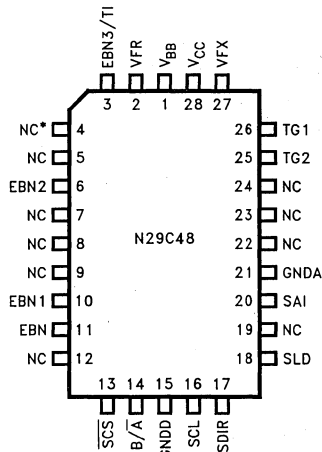 EBN3/TI
VFR
VBB
VCC
VFX
3 2 1 28 27
NC* 4
NC 5
EBN2 6
NC 7
NC 8
NC 9
EBN1 10
EBN 11
NC 12
N29C48
26 TG1
25 TG2
24 NC
23 NC
22 NC
21 GNDA
20 SAI
19 NC
18 SLD
13 14 15 16 17
S̅C̅S̅
B/A̅
GNDD
SCL
SDIR